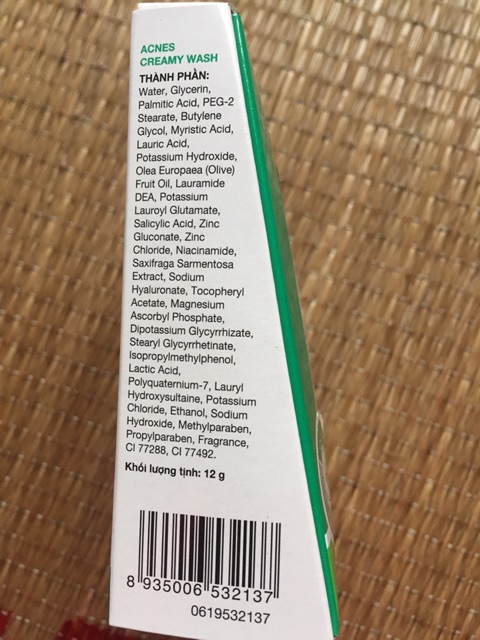 ACNES
CREAMY WASH
THÀNH PHẦN:
Water, Glycerin,
Palmitic Acid, PEG-2
Stearate, Butylene
Glycol, Myristic Acid,
Lauric Acid,
Potassium Hydroxide,
Olea Europaea (Olive)
Fruit Oil, Lauramide
DEA, Potassium
Lauroyl Glutamate,
Salicylic Acid, Zinc
Gluconate, Zinc
Chloride, Niacinamide,
Saxifraga Sarmentosa
Extract, Sodium
Hyaluronate, Tocopheryl
Acetate, Magnesium
Ascorbyl Phosphate,
Dipotassium Glycyrrhizate,
Stearyl Glycyrrhetinate,
Isopropylmethylphenol,
Lactic Acid,
Polyquaternium-7, Lauryl
Hydroxysultaine, Potassium
Chloride, Ethanol, Sodium
Hydroxide, Methylparaben,
Propylparaben, Fragrance,
CI 77288, CI 77492.
Khối lượng tịnh: 12 g
8 935006 532137
0619532137